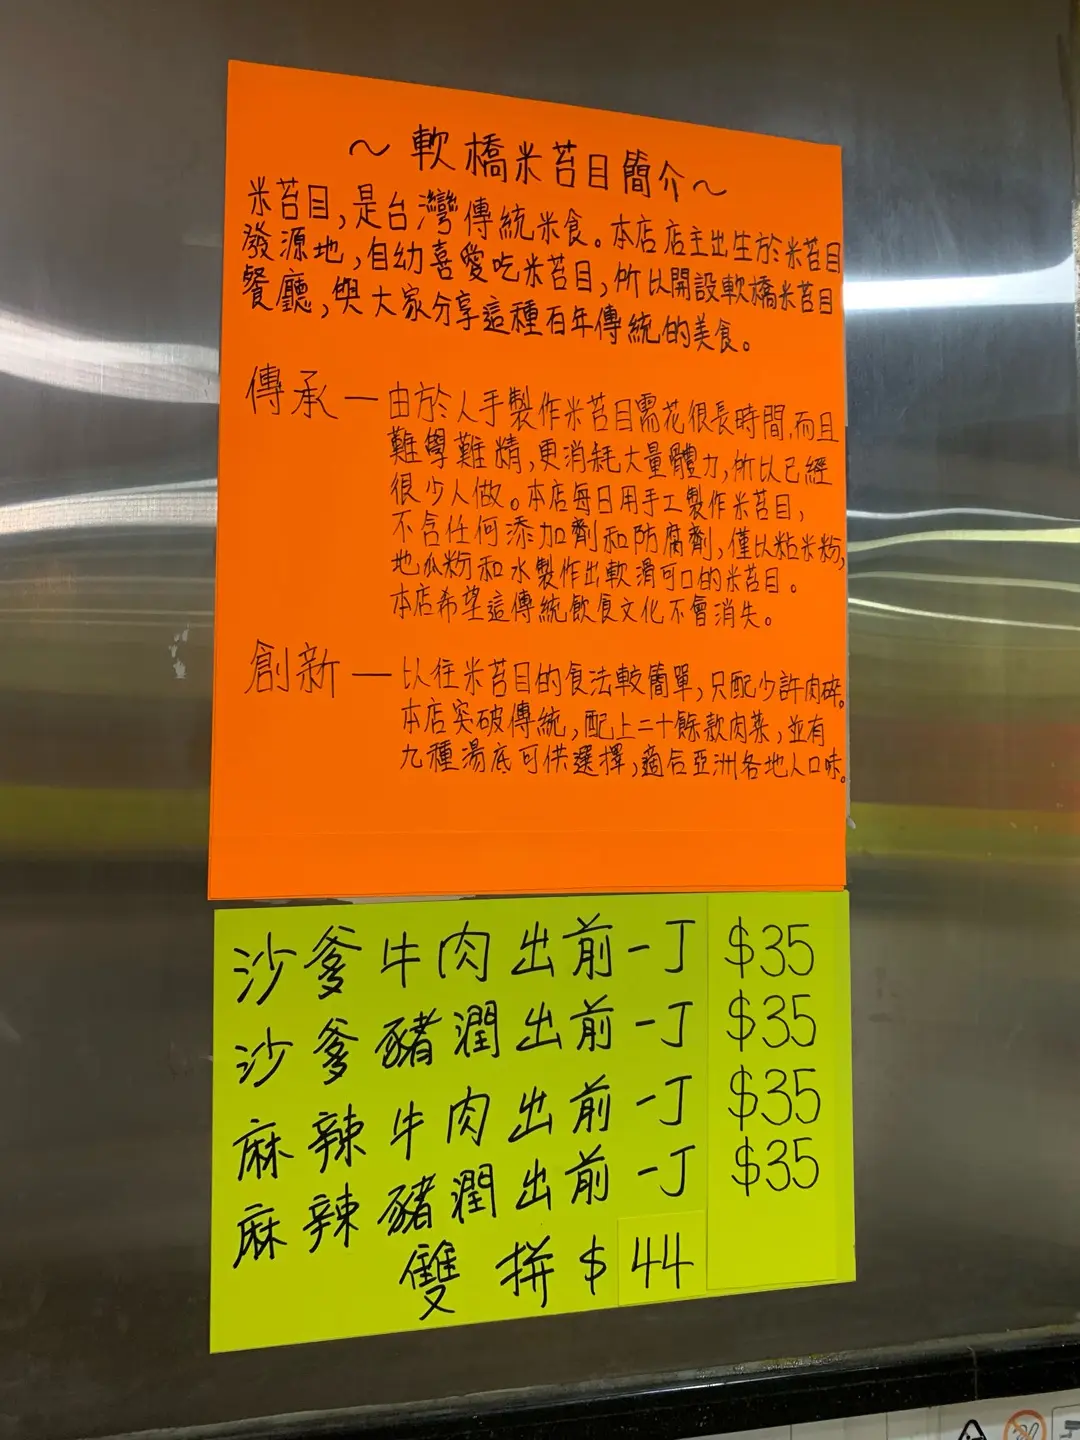 ～軟橋米苔目簡介～
米苔目，是台灣傳統米食。本店店主出生於米苔目
發源地，自幼喜愛吃米苔目，所以開設軟橋米苔目
餐廳，與大家分享這種百年傳統的美食。
傳承—由於人手製作米苔目需花很長時間，而且
難學難精，更消耗大量體力，所以已經
很少人做。本店每日用手工製作米苔目，
不含任何添加劑和防腐劑，僅以粘米粉，
地瓜粉和水製作出軟滑可口的米苔目。
本店希望這傳統飲食文化不會消失。
創新—以往米苔目的食法較簡單，只配少許肉碎。
本店突破傳統，配上二十餘款肉菜，並有
九種湯底可供選擇，適合亞洲各地人口味。
沙爹牛肉出前一丁 $35
沙爹豬潤出前一丁 $35
麻辣牛肉出前一丁 $35
麻辣豬潤出前一丁 $35
雙拼 $44